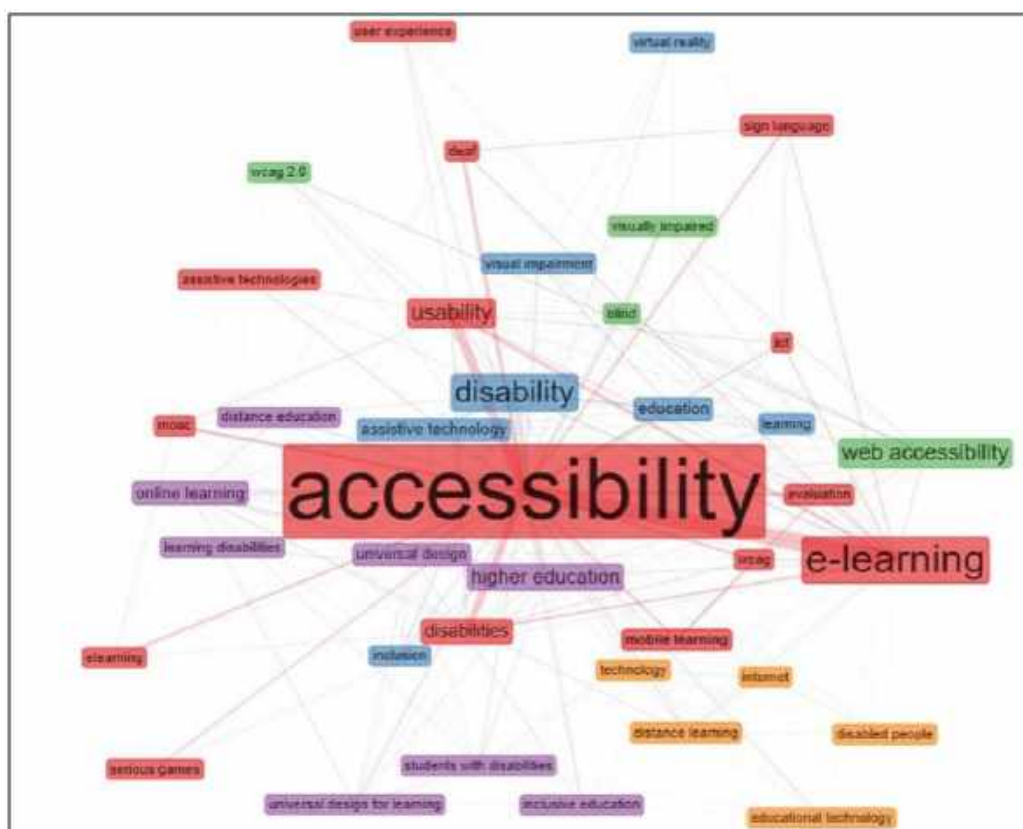 user experience
virtual reality
sign language
deaf
wcag 2.0
visually impaired
visual impairment
assistive technologies
usability
blind
ict
disability
education
distance education
mooc
learning
assistive technology
web accessibility
accessibility
online learning
evaluation
learning disabilities
universal design
wcag
e-learning
higher education
disabilities
mobile learning
elearning
inclusion
technology
internet
distance learning
disabled people
serious games
students with disabilities
universal design for learning
inclusive education
educational technology